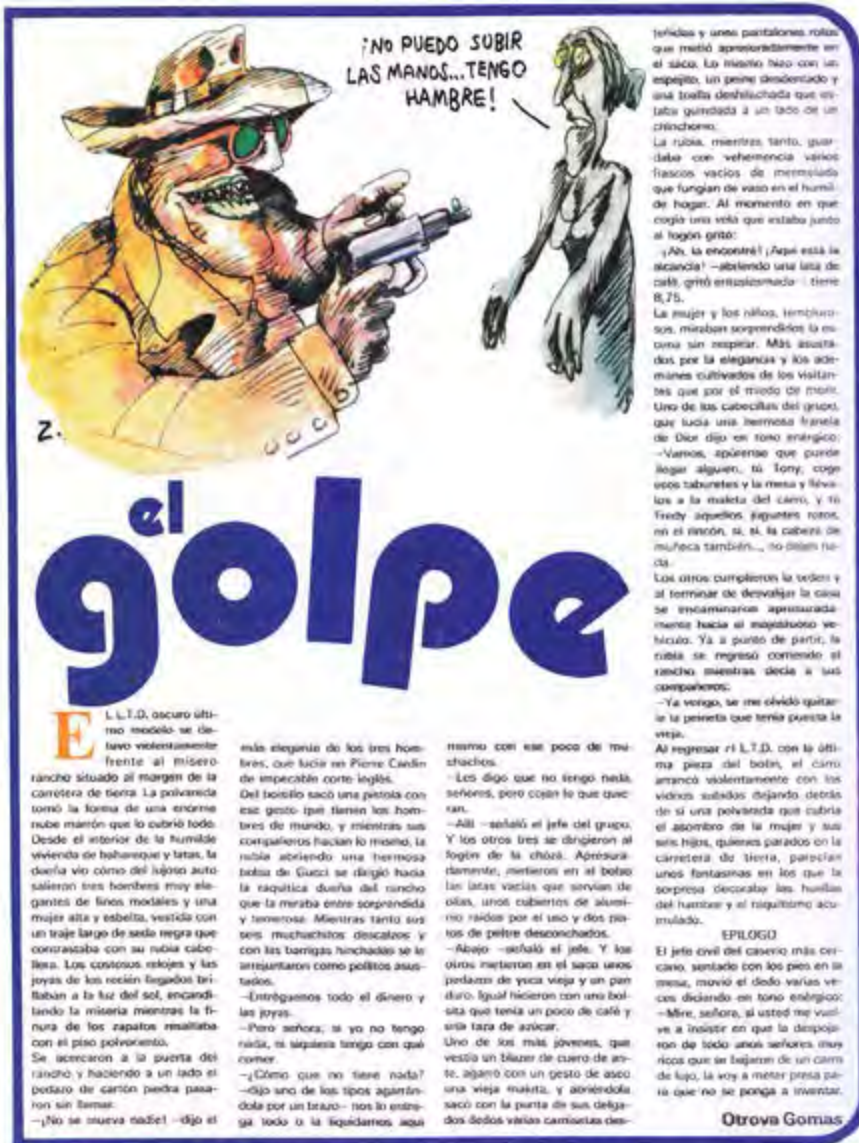 ¡NO PUEDO SUBIR
LAS MANOS...TENGO
HAMBRE!
z.
el
golpe
EL L.T.D. oscuro últi-
mo modelo se de-
tuvo violentamente
frente al mísero
rancho situado al margen de la
carretera de tierra. La polvareda
tomó la forma de una enorme
nube marrón que lo cubrió todo.
Desde el interior de la humilde
vivienda de bahareque y latas, la
dueña vio cómo del lujoso auto
salieron tres hombres muy ele-
gantes de finos modales y una
mujer alta y esbelta, vestida con
un traje largo de seda negra que
contrastaba con su rubia cabe-
llera. Los costosos relojes y las
joyas de los recién llegados bri-
llaban a la luz del sol, encandi-
lando la miseria mientras la fi-
nura de los zapatos resaltaba
con el piso polvoriento.
Se acercaron a la puerta del
rancho y haciendo a un lado el
pedazo de cartón piedra pasa-
ron sin llamar.
—¡No se mueva nadie! —dijo el
más elegante de los tres hom-
bres, que lucía un Pierre Cardin
de impecable corte inglés.
Del bolsillo sacó una pistola con
ese gesto que tienen los hom-
bres de mundo, y mientras sus
compañeros hacían lo mismo, la
rubia abriendo una hermosa
bolsa de Gucci se dirigió hacia
la raquítica dueña del rancho
que la miraba entre sorprendida
y temerosa. Mientras tanto sus
seis muchachitos descalzos y
con las barrigas hinchadas se le
arrejuntaron como pollitos asus-
tados.
—Entréguenos todo el dinero y
las joyas.
—Pero señora, si yo no tengo
nada, ni siquiera tengo con qué
comer.
—¿Cómo que no tiene nada?
—dijo uno de los tipos agarrán-
dola por un brazo— nos lo entre-
ga todo o la liquidamos aquí
mismo con ese poco de mu-
chachos.
—Les digo que no tengo nada,
señores, pero cojan lo que quie-
ran.
—Allí —señaló el jefe del grupo.
Y los otros tres se dirigieron al
fogón de la choza. Apresura-
damente, metieron en el bolso
las latas vacías que servían de
ollas, unos cubiertos de alumi-
nio raídos por el uso y dos pla-
tos de peltre desconchados.
—Abajo —señaló el jefe. Y los
otros metieron en el saco unos
pedazos de yuca vieja y un pan
duro. Igual hicieron con una bol-
sita que tenía un poco de café y
una taza de azúcar.
Uno de los más jóvenes, que
vestía un blazer de cuero de an-
te, agarró con un gesto de asco
una vieja maleta, y abriéndola
sacó con la punta de sus delga-
dos dedos varias camisetas des-
teñidas y unos pantalones rotos
que metió apresuradamente en
el saco. Lo mismo hizo con un
espejito, un peine desdentado y
una toalla deshilachada que es-
taba guindada a un lado de un
chinchorro.
La rubia, mientras tanto, guar-
daba con vehemencia varios
frascos vacíos de mermelada
que fungían de vaso en el humil-
de hogar. Al momento en que
cogía una vela que estaba junto
al fogón gritó:
—¡Ah, la encontré! ¡Aquí está la
alcancía! —abriendo una lata de
café, gritó entusiasmada— tiene
8,75.
La mujer y los niños, tembloro-
sos, miraban sorprendidos la es-
cena sin respirar. Más asusta-
dos por la elegancia y los ade-
manes cultivados de los visitan-
tes que por el miedo de morir.
Uno de los cabecillas del grupo,
que lucía una hermosa franela
de Dior dijo en tono enérgico:
—Vamos, apúrense que puede
llegar alguien, tú Tony, coge
esos taburetes y la mesa y lléva-
los a la maleta del carro, y tú
Fredy aquellos juguetes rotos,
en el rincón, sí, sí, la cabeza de
muñeca también..., no dejen na-
da.
Los otros cumplieron la orden y
al terminar de desvalijar la casa
se encaminaron apresurada-
mente hacia el majestuoso ve-
hículo. Ya a punto de partir, la
rubia se regresó corriendo al
rancho mientras decía a sus
compañeros:
—Ya vengo, se me olvidó quitar-
le la peineta que tenía puesta la
vieja.
Al regresar el L.T.D. con la últi-
ma pieza del botín, el carro
arrancó violentamente con los
vidrios subados dejando detrás
de sí una polvareda que cubría
el asombro de la mujer y sus
seis hijos, quienes parados en la
carretera de tierra, parecían
unos fantasmas en los que la
sorpresa decoraba las huellas
del hambre y el raquitismo acu-
mulado.
EPILOGO
El jefe civil del caserío más cer-
cano, sentado con los pies en la
mesa, movió el dedo varias ve-
ces diciendo en tono enérgico:
—Mire, señora, si usted me vuel-
ve a insistir en que la despoja-
ron de todo unos señores muy
ricos que se bajaron de un carro
de lujo, la voy a meter presa pa-
ra que no se ponga a inventar.
Otrova Gomas